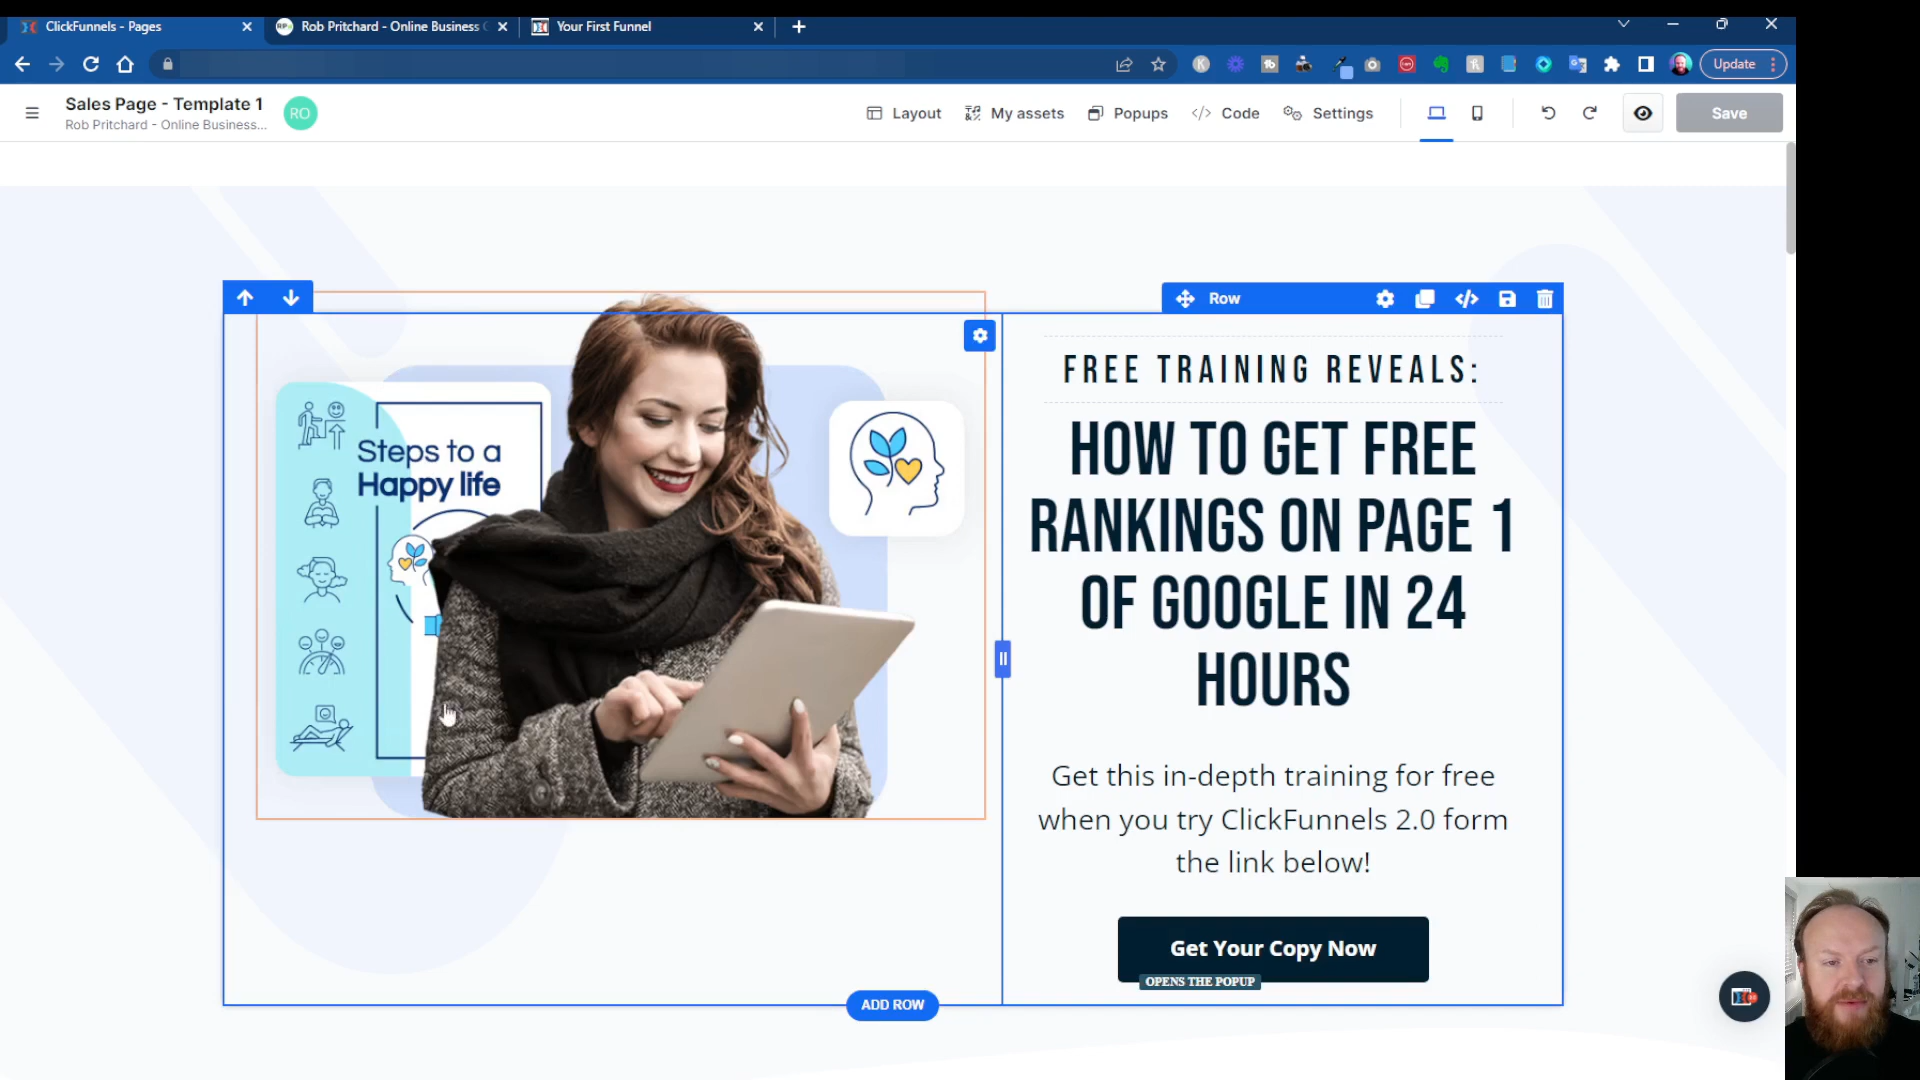 ClickFunnels - Pages
Rob Pritchard - Online Business
Your First Funnel
Update
Sales Page - Template 1
Rob Pritchard - Online Business...
RO
Layout
My assets
Popups
Code
Settings
Save
Row
Steps to a
Happy life
FREE TRAINING REVEALS:
HOW TO GET FREE
RANKINGS ON PAGE 1
OF GOOGLE IN 24
HOURS
Get this in-depth training for free
when you try ClickFunnels 2.0 form
the link below!
Get Your Copy Now
OPENS THE POPUP
ADD ROW